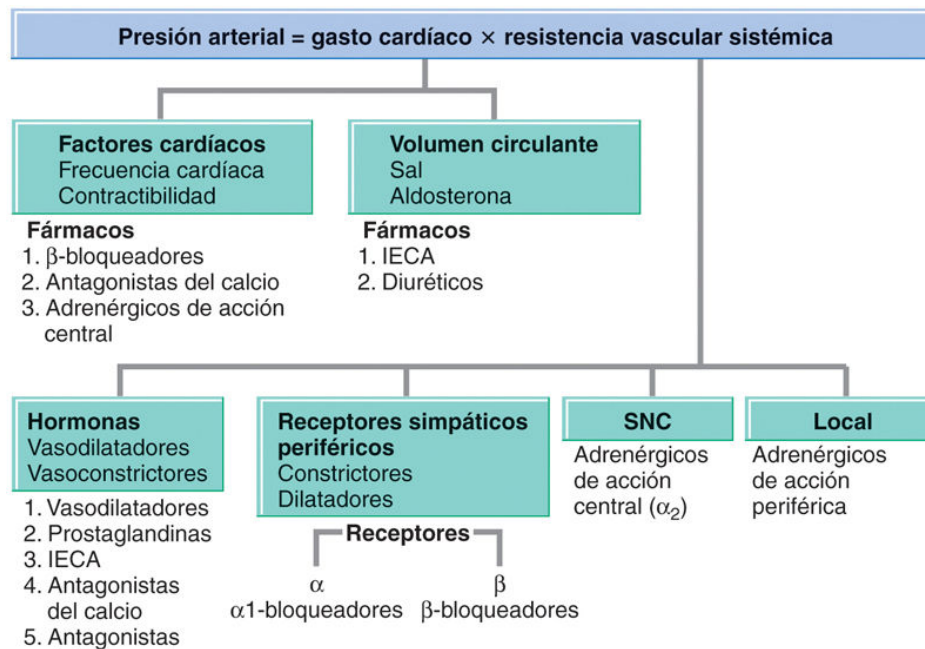 Presión arterial = gasto cardíaco × resistencia vascular sistémica
Factores cardíacos
Frecuencia cardíaca
Contractibilidad
Fármacos
1. β-bloqueadores
2. Antagonistas del calcio
3. Adrenérgicos de acción
central
Volumen circulante
Sal
Aldosterona
Fármacos
1. IECA
2. Diuréticos
Hormonas
Vasodilatadores
Vasoconstrictores
1. Vasodilatadores
2. Prostaglandinas
3. IECA
4. Antagonistas
del calcio
5. Antagonistas
Receptores simpáticos
periféricos
Constrictores
Dilatadores
Receptores
α
α1-bloqueadores
β
β-bloqueadores
SNC
Adrenérgicos
de acción
central (α₂)
Local
Adrenérgicos
de acción
periférica